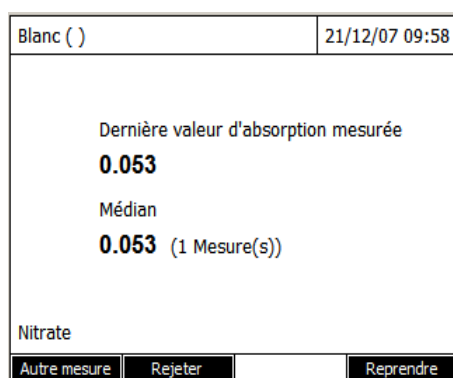 Blanc ( ) 21/12/07 09:58
Dernière valeur d'absorption mesurée
0.053
Médian
0.053 (1 Mesure(s))
Nitrate
Autre mesure Rejeter Reprendre